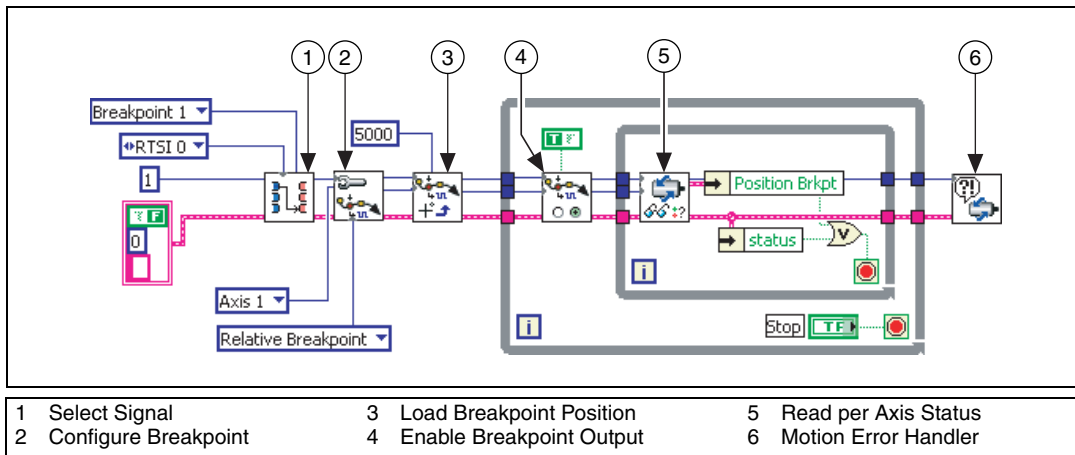 1 2 3 4 5 6
Breakpoint 1
RTSI 0
1
5000
T
F
0
Position Brkpt
status
V
?!
?
i
Axis 1
Relative Breakpoint
i
Stop
TF
1 Select Signal
2 Configure Breakpoint
3 Load Breakpoint Position
4 Enable Breakpoint Output
5 Read per Axis Status
6 Motion Error Handler